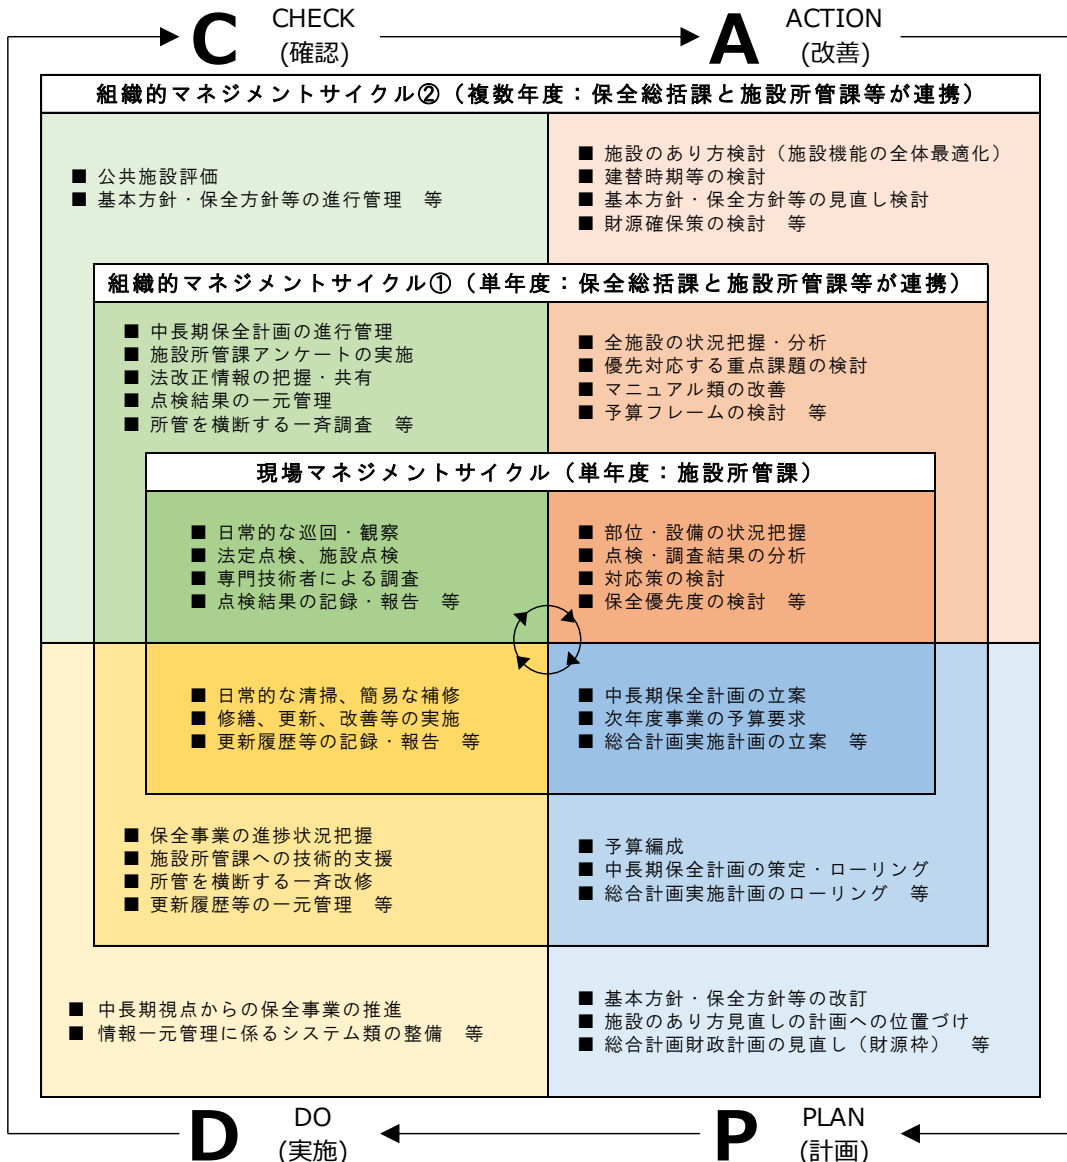 C
CHECK
(確認)
A
ACTION
(改善)
組織的マネジメントサイクル②（複数年度：保全総括課と施設所管課等が連携）
■ 公共施設評価
■ 基本方針・保全方針等の進行管理　等
■ 施設のあり方検討（施設機能の全体最適化）
■ 建替時期等の検討
■ 基本方針・保全方針等の見直し検討
■ 財源確保策の検討　等
組織的マネジメントサイクル①（単年度：保全総括課と施設所管課等が連携）
■ 中長期保全計画の進行管理
■ 施設所管課アンケートの実施
■ 法改正情報の把握・共有
■ 点検結果の一元管理
■ 所管を横断する一斉調査　等
■ 全施設の状況把握・分析
■ 優先対応する重点課題の検討
■ マニュアル類の改善
■ 予算フレームの検討　等
現場マネジメントサイクル（単年度：施設所管課）
■ 日常的な巡回・観察
■ 法定点検、施設点検
■ 専門技術者による調査
■ 点検結果の記録・報告　等
■ 部位・設備の状況把握
■ 点検・調査結果の分析
■ 対応策の検討
■ 保全優先度の検討　等
■ 日常的な清掃、簡易な補修
■ 修繕、更新、改善等の実施
■ 更新履歴等の記録・報告　等
■ 中長期保全計画の立案
■ 次年度事業の予算要求
■ 総合計画実施計画の立案　等
■ 保全事業の進捗状況把握
■ 施設所管課への技術的支援
■ 所管を横断する一斉改修
■ 更新履歴等の一元管理　等
■ 予算編成
■ 中長期保全計画の策定・ローリング
■ 総合計画実施計画のローリング　等
■ 中長期視点からの保全事業の推進
■ 情報一元管理に係るシステム類の整備　等
■ 基本方針・保全方針等の改訂
■ 施設のあり方見直しの計画への位置づけ
■ 総合計画財政計画の見直し（財源枠）　等
D
DO
(実施)
P
PLAN
(計画)